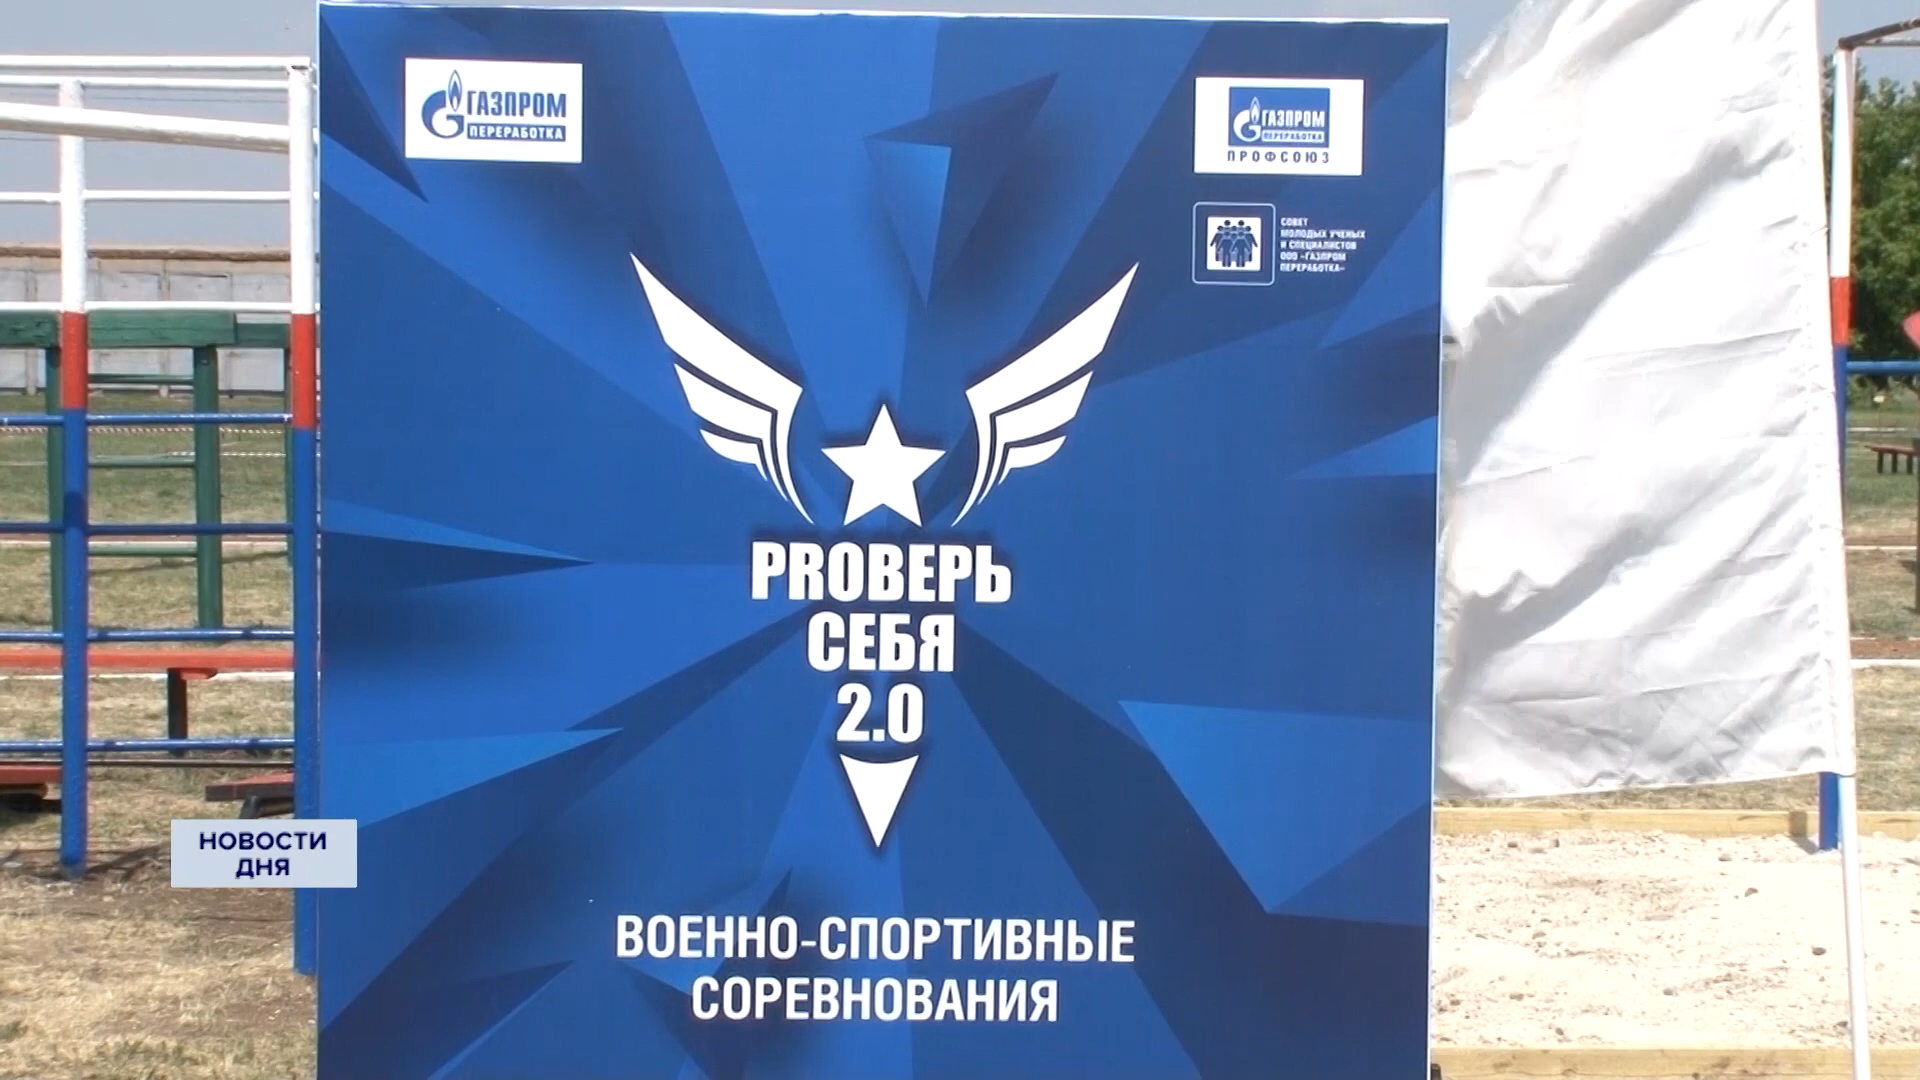 ГАЗПРОМ
ПЕРЕРАБОТКА
ГАЗПРОМ
ПЕРЕРАБОТКА
ПРОФСОЮЗ
СОВЕТ
МОЛОДЫХ УЧЕНЫХ
И СПЕЦИАЛИСТОВ
ООО «ГАЗПРОМ
ПЕРЕРАБОТКА»
PROВЕРЬ
СЕБЯ
2.0
НОВОСТИ
ДНЯ
ВОЕННО-СПОРТИВНЫЕ
СОРЕВНОВАНИЯ